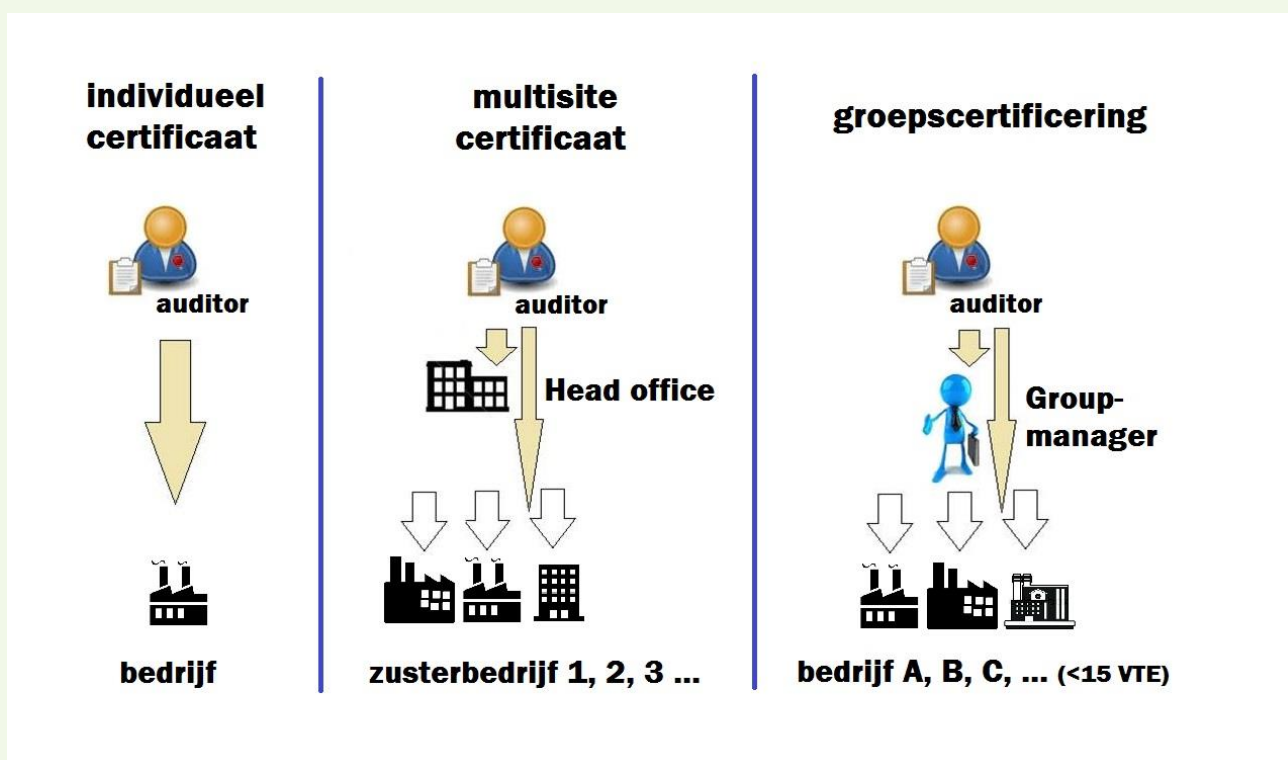 individueel
certificaat
auditor
bedrijf
multisite
certificaat
auditor
Head office
zusterbedrijf 1, 2, 3 ...
groepscertificering
auditor
Group-
manager
bedrijf A, B, C, ... (<15 VTE)